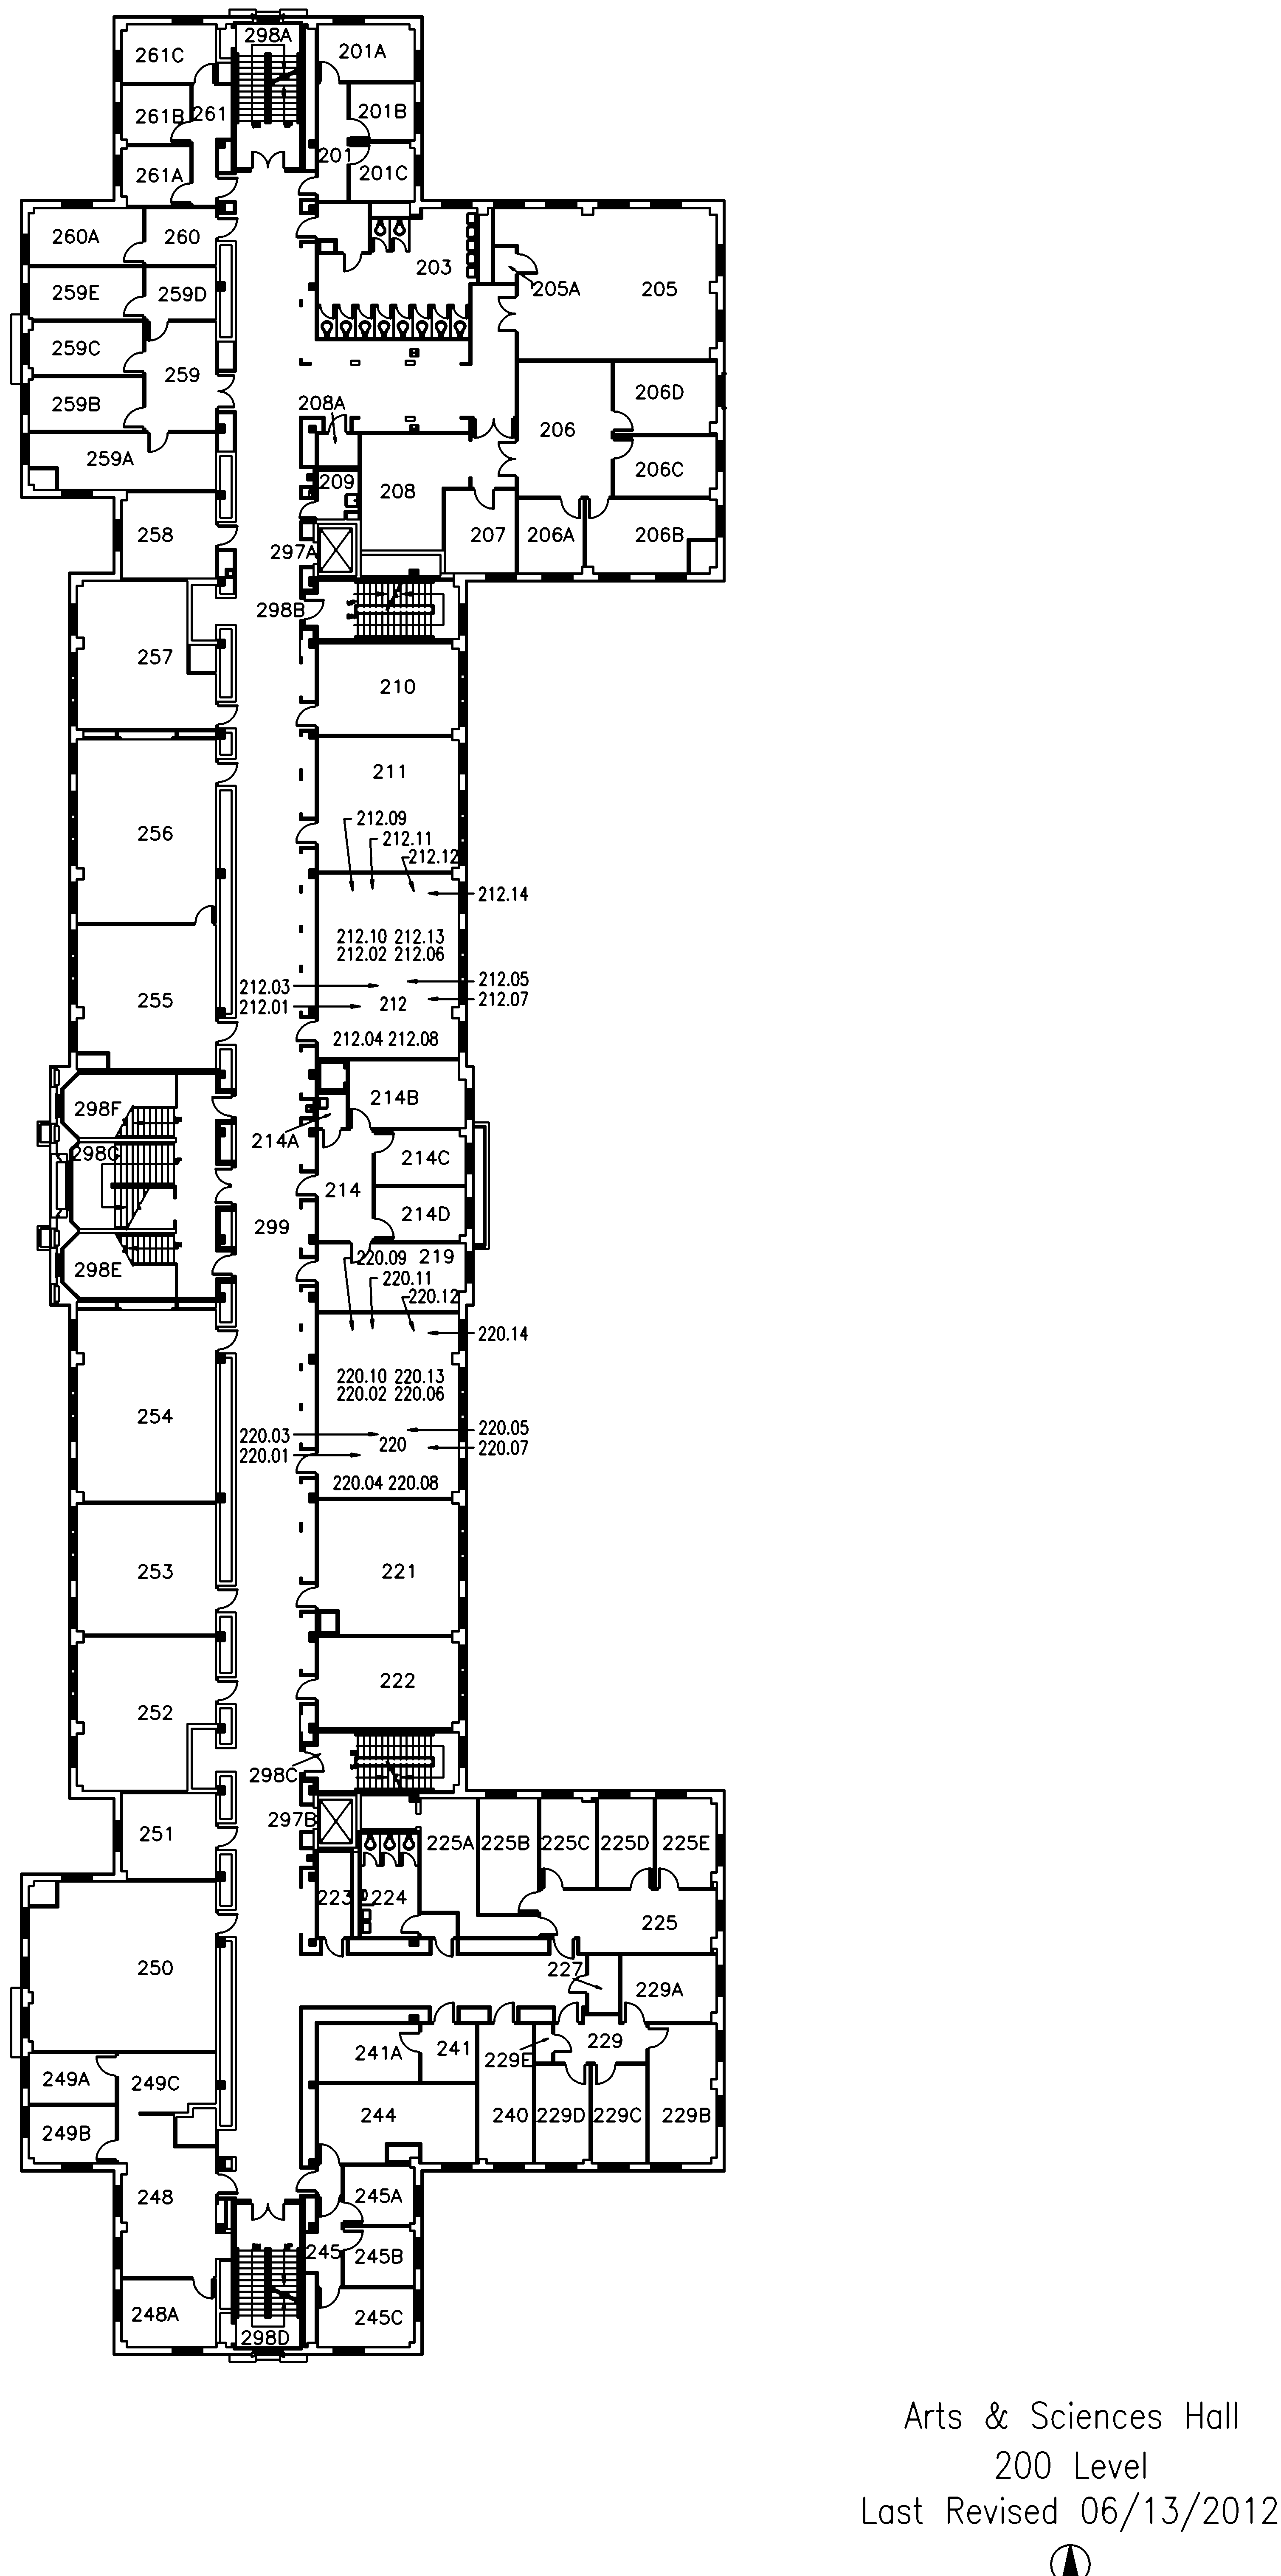 298A
261C
201A
261B
261
201B
201
261A
201C
260A
260
203
259E
259D
205A
205
259C
259
206D
259B
208A
206
259A
206C
209
208
258
207
206A
206B
297A
298B
257
210
211
212.09
256
212.11
212.12
212.14
212.10 212.13
212.02 212.06
212.03
212.05
255
212.01
212
212.07
212.04 212.08
214B
298F
214A
298G
214C
214
214D
299
219
220.09
298E
220.11
220.12
220.14
220.10 220.13
220.02 220.06
254
220.03
220.05
220.01
220
220.07
220.04 220.08
253
221
222
252
298C
297B
251
225A
225B
225C
225D
225E
223
224
225
250
227
229A
241A
241
229
229E
249A
249C
244
240
229D
229C
229B
249B
248
245A
245
245B
248A
245C
298D
Arts & Sciences Hall
200 Level
Last Revised 06/13/2012